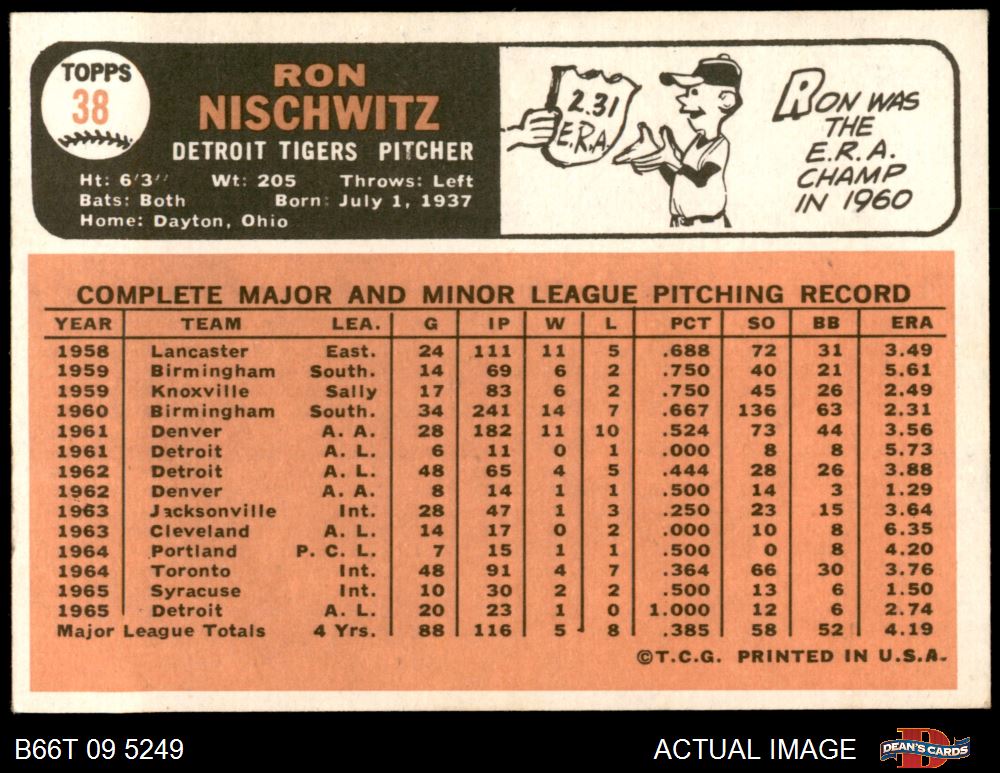 TOPPS
38
RON
NISCHWITZ
DETROIT TIGERS PITCHER
Ht: 6'3" Wt: 205 Throws: Left
Bats: Both Born: July 1, 1937
Home: Dayton, Ohio
2.31
E.R.A.
RON WAS
THE
E.R.A.
CHAMP
IN 1960
COMPLETE MAJOR AND MINOR LEAGUE PITCHING RECORD
YEAR TEAM LEA. G IP W L PCT SO BB ERA
1958 Lancaster East. 24 111 11 5 .688 72 31 3.49
1959 Birmingham South. 14 69 6 2 .750 40 21 5.61
1959 Knoxville Sally 17 83 6 2 .750 45 26 2.49
1960 Birmingham South. 34 241 14 7 .667 136 63 2.31
1961 Denver A. A. 28 182 11 10 .524 73 44 3.56
1961 Detroit A. L. 6 11 0 1 .000 8 8 5.73
1962 Detroit A. L. 48 65 4 5 .444 28 26 3.88
1962 Denver A. A. 8 14 1 1 .500 14 3 1.29
1963 Jacksonville Int. 28 47 1 3 .250 23 15 3.64
1963 Cleveland A. L. 14 17 0 2 .000 10 8 6.35
1964 Portland P. C. L. 7 15 1 1 .500 0 8 4.20
1964 Toronto Int. 48 91 4 7 .364 66 30 3.76
1965 Syracuse Int. 10 30 2 2 .500 13 6 1.50
1965 Detroit A. L. 20 23 1 0 1.000 12 6 2.74
Major League Totals 4 Yrs. 88 116 5 8 .385 58 52 4.19
©T.C.G. PRINTED IN U.S.A.
B66T 09 5249 ACTUAL IMAGE DEAN'S CARDS